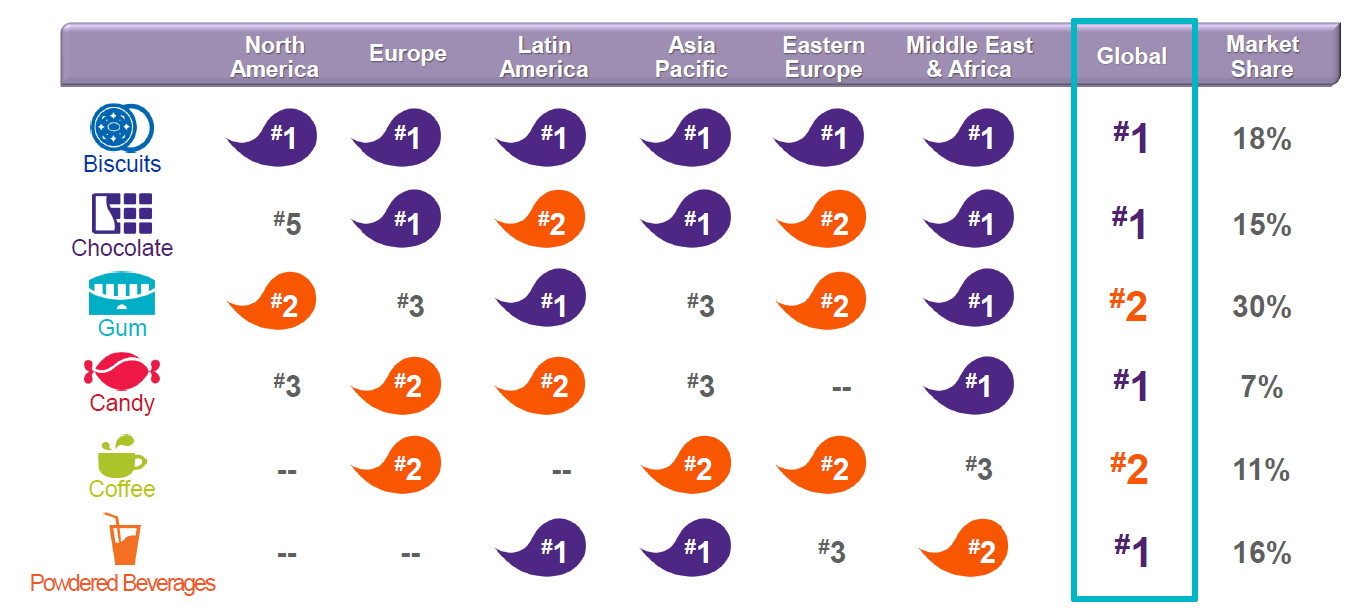 North America Europe Latin America Asia Pacific Eastern Europe Middle East & Africa Global Market Share
Biscuits #1 #1 #1 #1 #1 #1 #1 18%
Chocolate #5 #1 #2 #1 #2 #1 #1 15%
Gum #2 #3 #1 #3 #2 #1 #2 30%
Candy #3 #2 #2 #3 -- #1 #1 7%
Coffee -- #2 -- #2 #2 #3 #2 11%
Powdered Beverages -- -- #1 #1 #3 #2 #1 16%